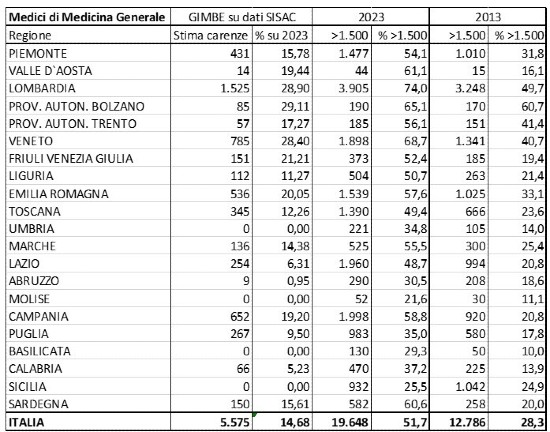 Medici di Medicina Generale GIMBE su dati SISAC 2023 2013
Regione Stima carenze % su 2023 >1.500 % >1.500 >1.500 % >1.500
PIEMONTE 431 15,78 1.477 54,1 1.010 31,8
VALLE D`AOSTA 14 19,44 44 61,1 15 16,1
LOMBARDIA 1.525 28,90 3.905 74,0 3.248 49,7
PROV. AUTON. BOLZANO 85 29,11 190 65,1 170 60,7
PROV. AUTON. TRENTO 57 17,27 185 56,1 151 41,4
VENETO 785 28,40 1.898 68,7 1.341 40,7
FRIULI VENEZIA GIULIA 151 21,21 373 52,4 185 19,4
LIGURIA 112 11,27 504 50,7 263 21,4
EMILIA ROMAGNA 536 20,05 1.539 57,6 1.025 33,1
TOSCANA 345 12,26 1.390 49,4 666 23,6
UMBRIA 0 0,00 221 34,8 105 14,0
MARCHE 136 14,38 525 55,5 300 25,4
LAZIO 254 6,31 1.960 48,7 994 20,8
ABRUZZO 9 0,95 290 30,5 208 18,6
MOLISE 0 0,00 52 21,6 30 11,1
CAMPANIA 652 19,20 1.998 58,8 920 20,8
PUGLIA 267 9,50 983 35,0 580 17,8
BASILICATA 0 0,00 130 29,3 50 10,0
CALABRIA 66 5,23 470 37,2 225 13,9
SICILIA 0 0,00 932 25,5 1.042 24,9
SARDEGNA 150 15,61 582 60,6 258 20,0
ITALIA 5.575 14,68 19.648 51,7 12.786 28,3